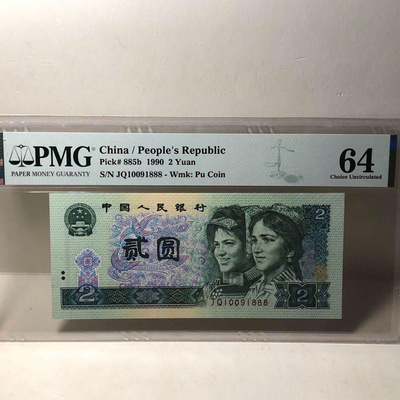 PMG
PAPER MONEY GUARANTY
China / People's Republic
Pick# 885b 1990 2 Yuan
S/N JQ10091888 - Wmk: Pu Coin
64
Choice Uncirculated
中国人民银行
2
贰圆
2
2
JQ10091888